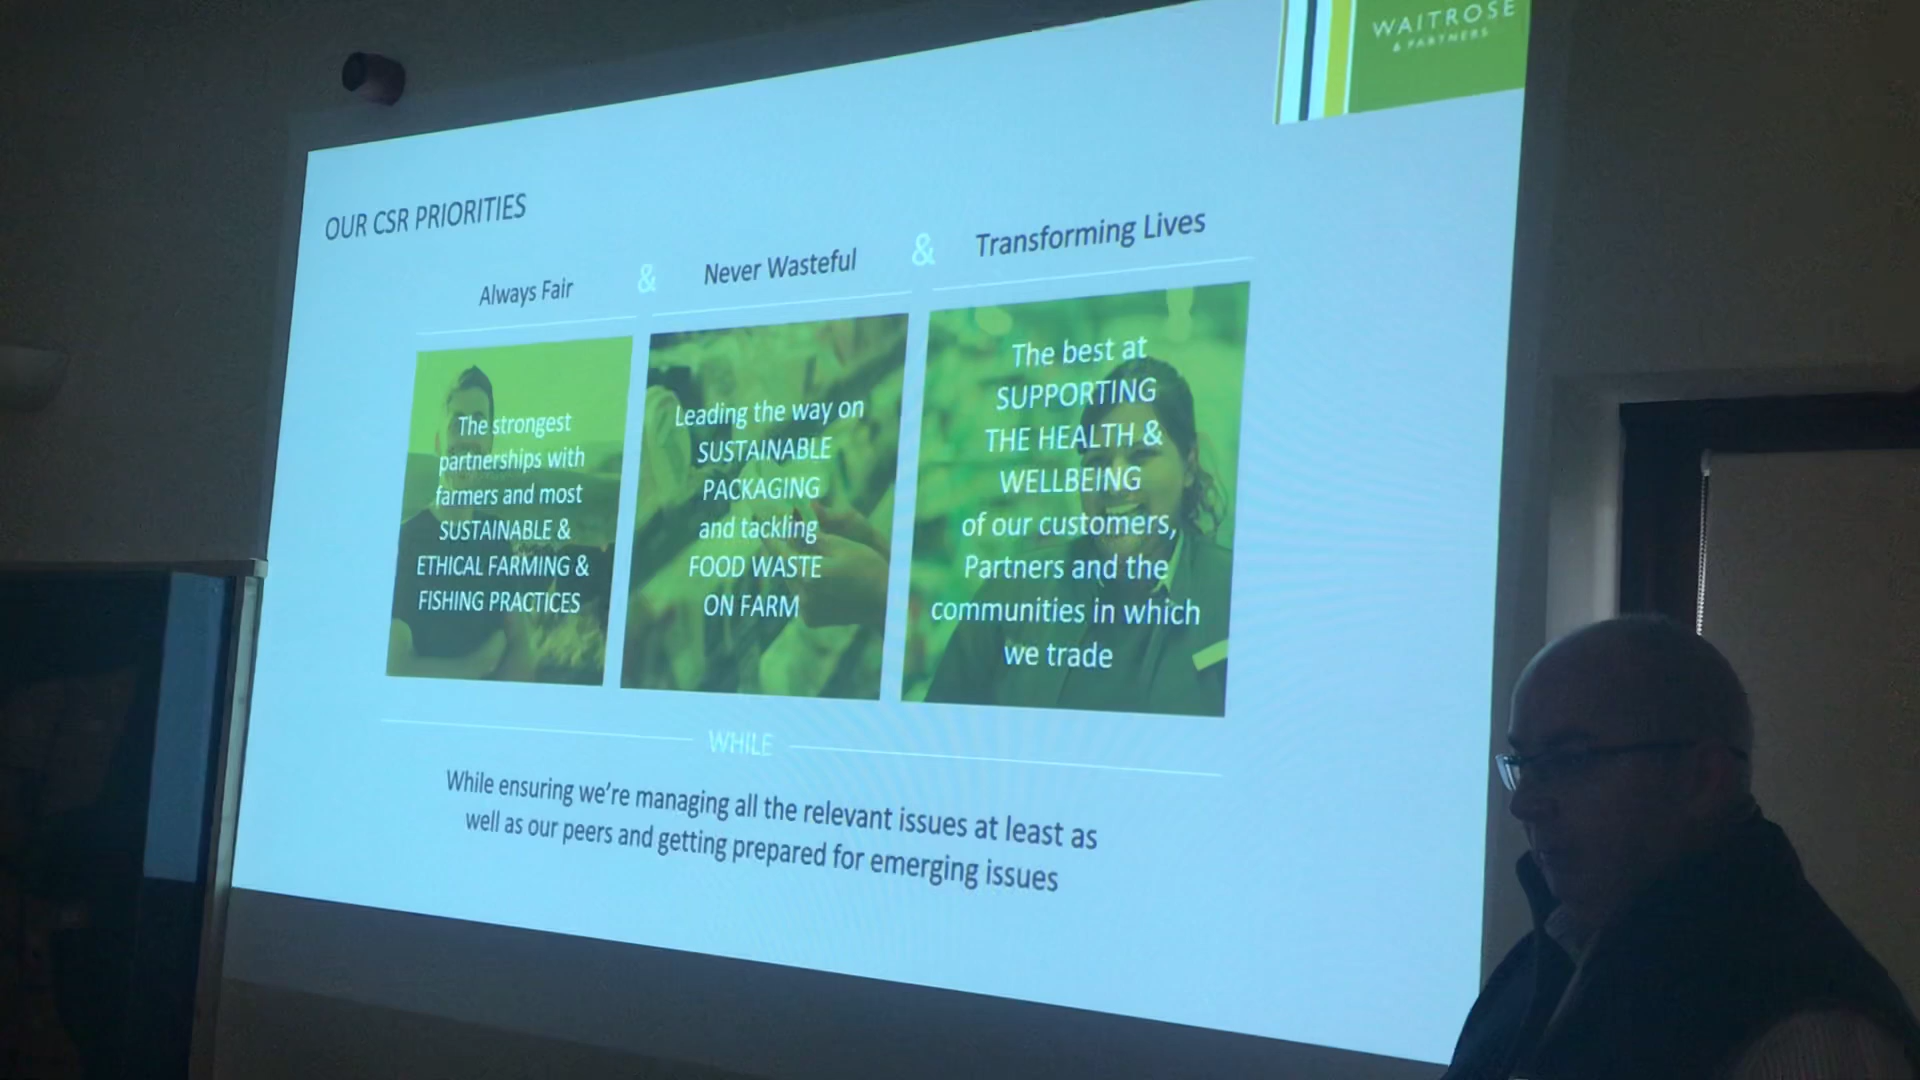 WAITROSE
& PARTNERS
OUR CSR PRIORITIES
Always Fair
&
Never Wasteful
&
Transforming Lives
The strongest
partnerships with
farmers and most
SUSTAINABLE &
ETHICAL FARMING &
FISHING PRACTICES
Leading the way on
SUSTAINABLE
PACKAGING
and tackling
FOOD WASTE
ON FARM
The best at
SUPPORTING
THE HEALTH &
WELLBEING
of our customers,
Partners and the
communities in which
we trade
WHILE
While ensuring we're managing all the relevant issues at least as
well as our peers and getting prepared for emerging issues